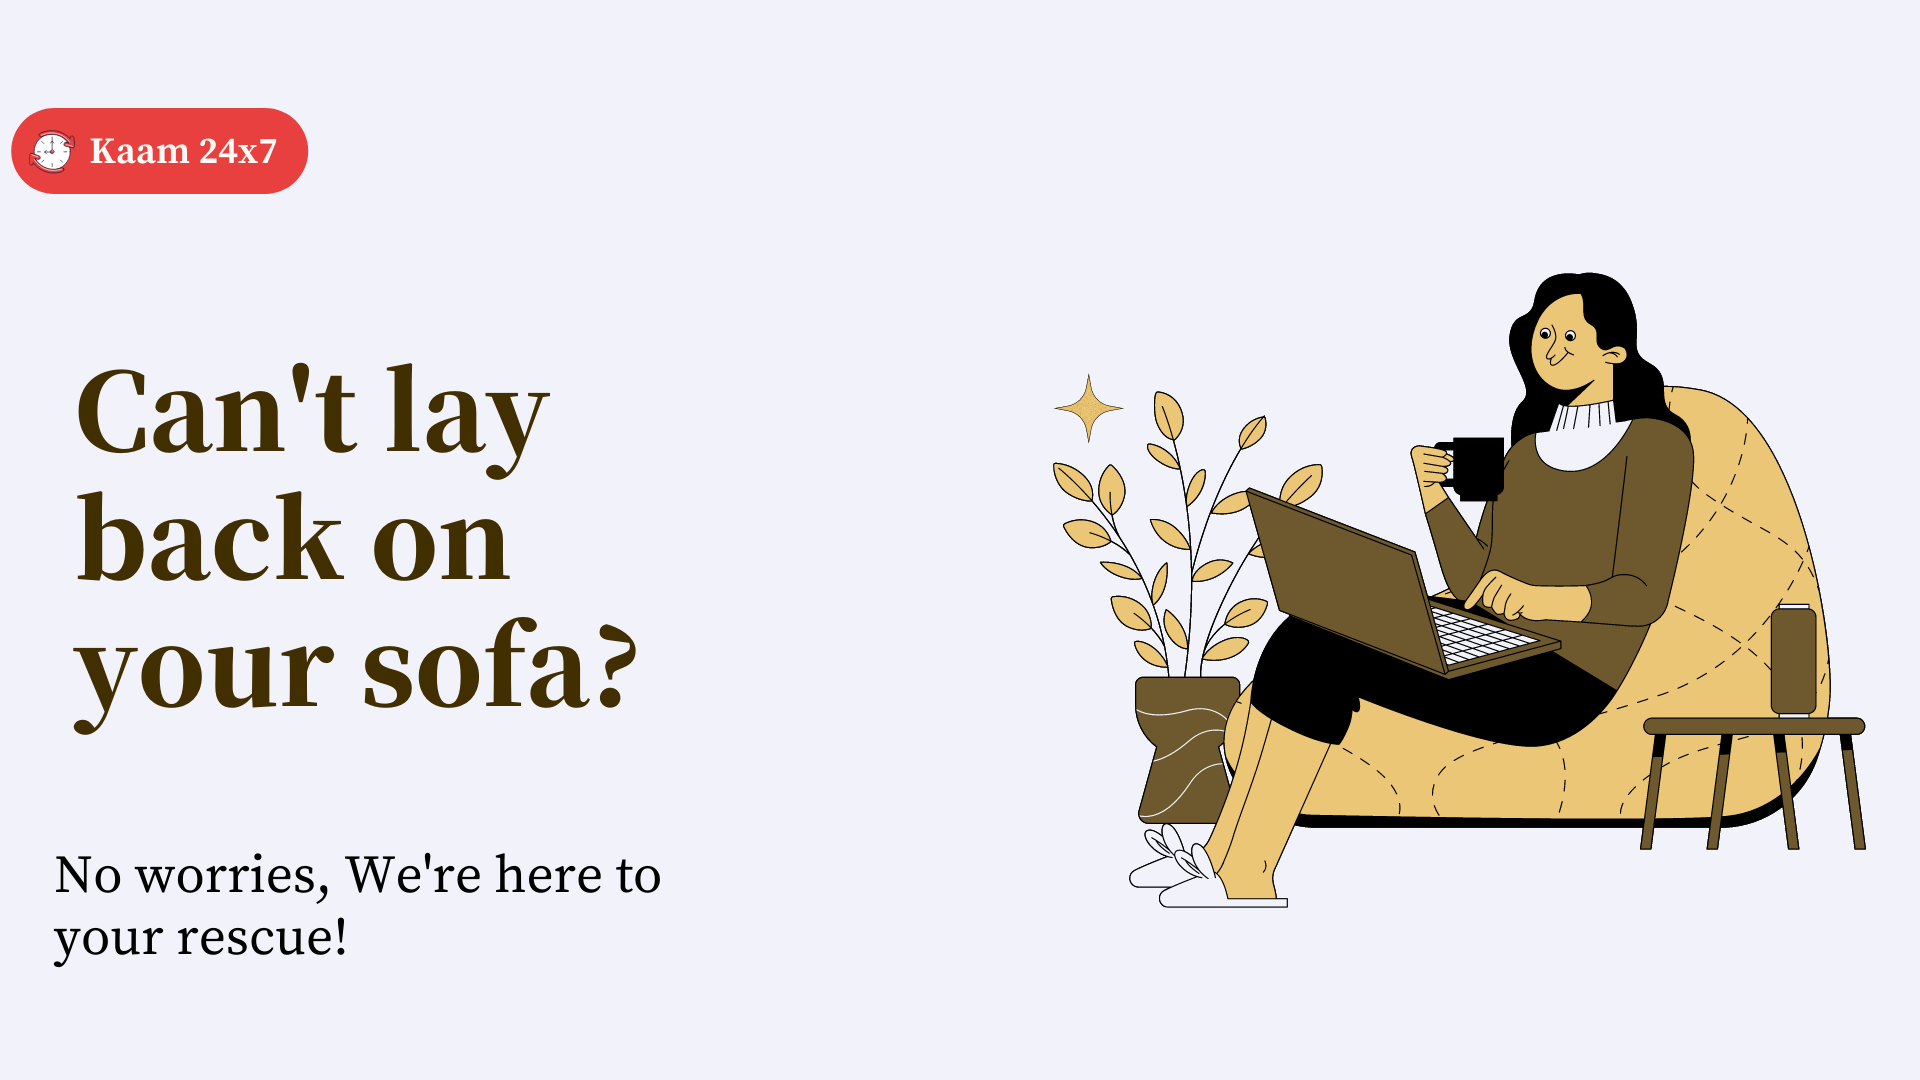 Kaam 24x7
Can't lay
back on
your sofa?
No worries, We're here to
your rescue!